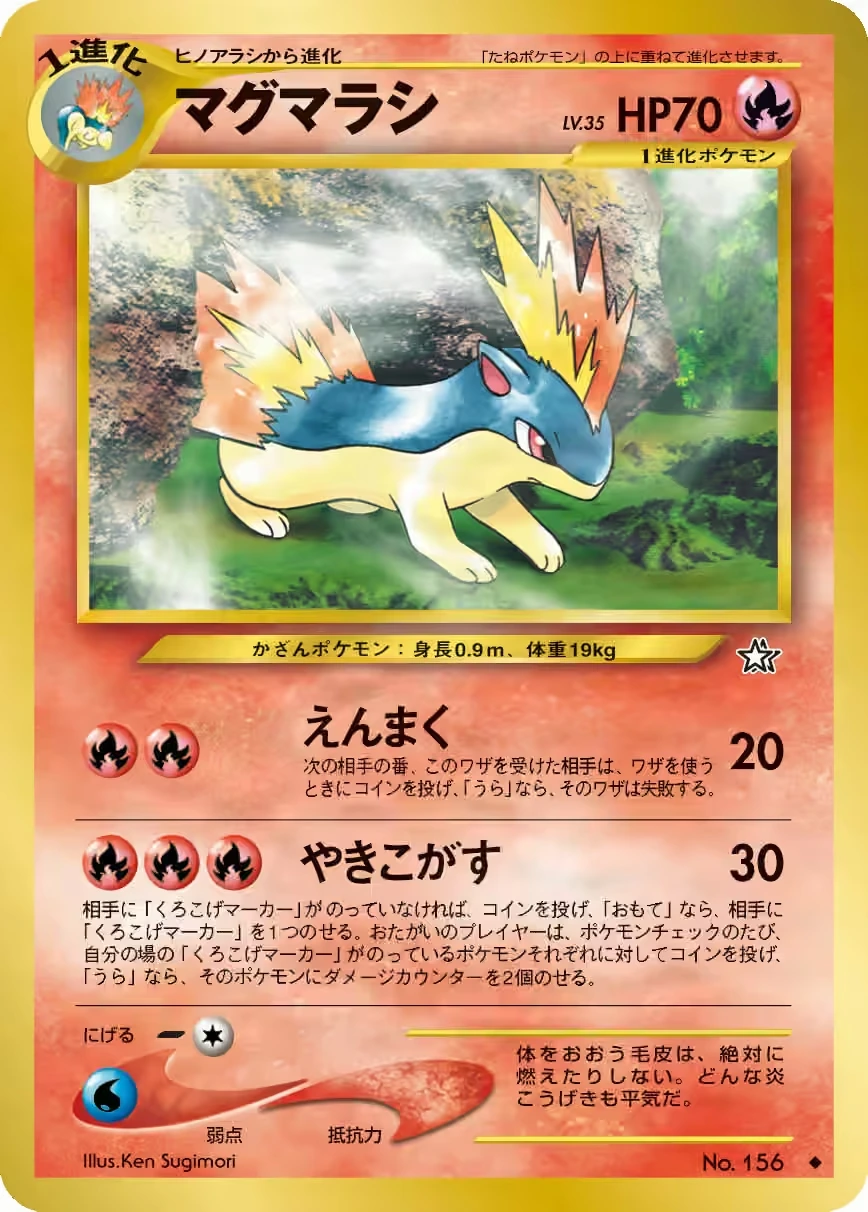 1進化
ヒノアラシから進化
「たねポケモン」の上に重ねて進化させます。
マグマラシ
LV.35 HP70
1進化ポケモン
かざんポケモン：身長0.9m、体重19kg
えんまく 20
次の相手の番、このワザを受けた相手は、ワザを使う
ときにコインを投げ、「うら」なら、そのワザは失敗する。
やきこがす 30
相手に「くろこげマーカー」がのっていなければ、コインを投げ、「おもて」なら、相手に
「くろこげマーカー」を1つのせる。おたがいのプレイヤーは、ポケモンチェックのたび、
自分の場の「くろこげマーカー」がのっているポケモンそれぞれに対してコインを投げ、
「うら」なら、そのポケモンにダメージカウンターを2個のせる。
にげる
体をおおう毛皮は、絶対に
燃えたりしない。どんな炎
こうげきも平気だ。
弱点
抵抗力
Illus.Ken Sugimori
No. 156